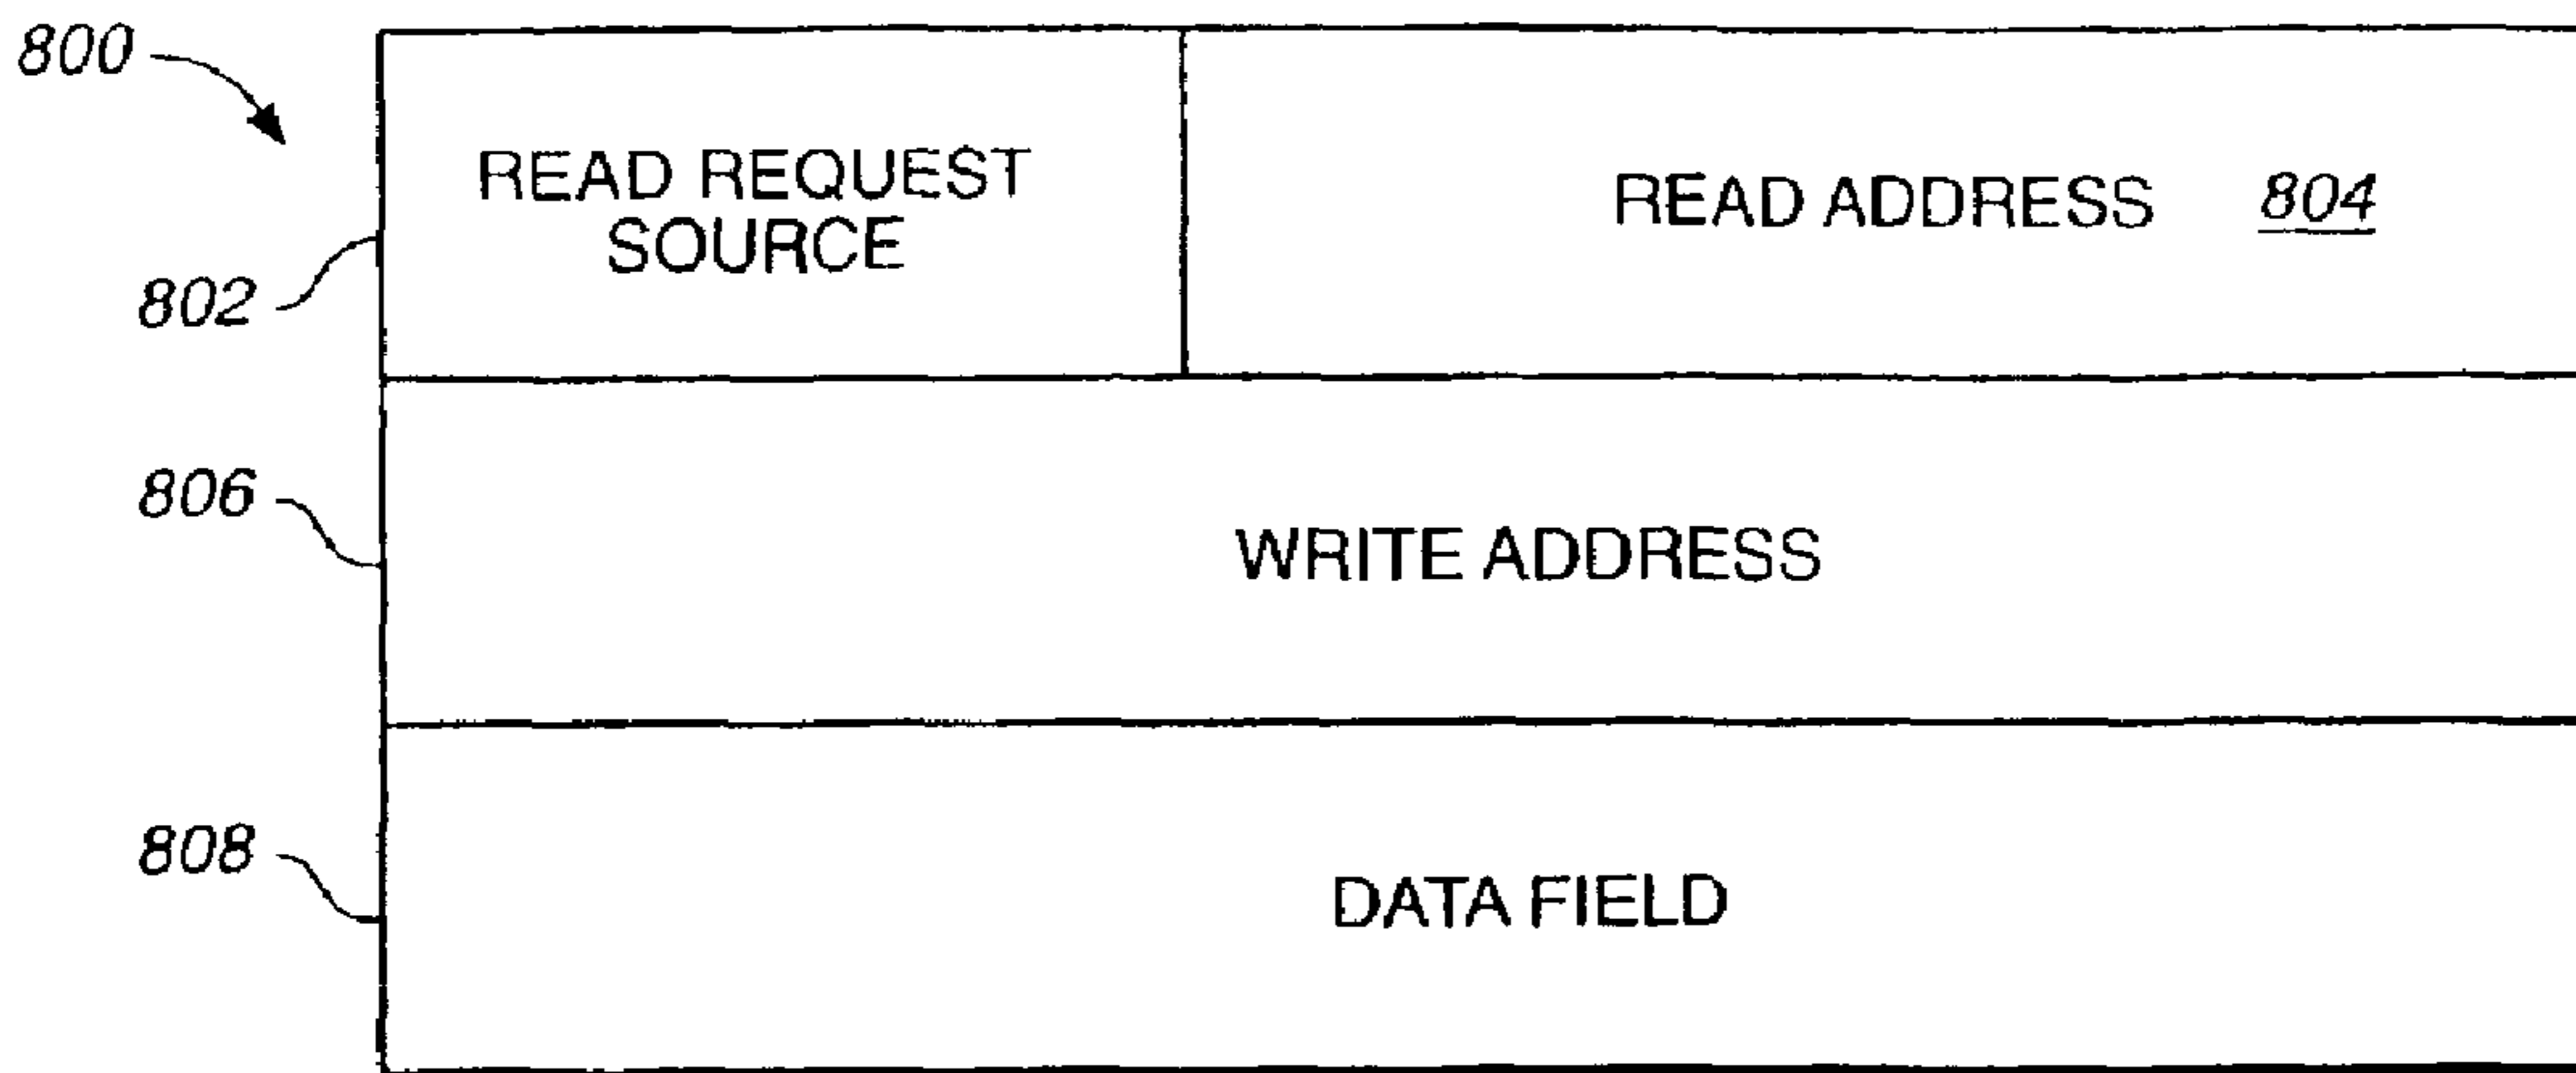 800
READ REQUEST
SOURCE
READ ADDRESS 804
802
806
WRITE ADDRESS
808
DATA FIELD